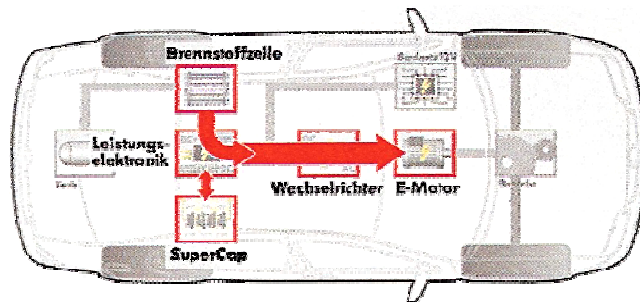 Brennstoffzelle
Leistungs-
elektronik
Wechselrichter
E-Motor
SuperCap